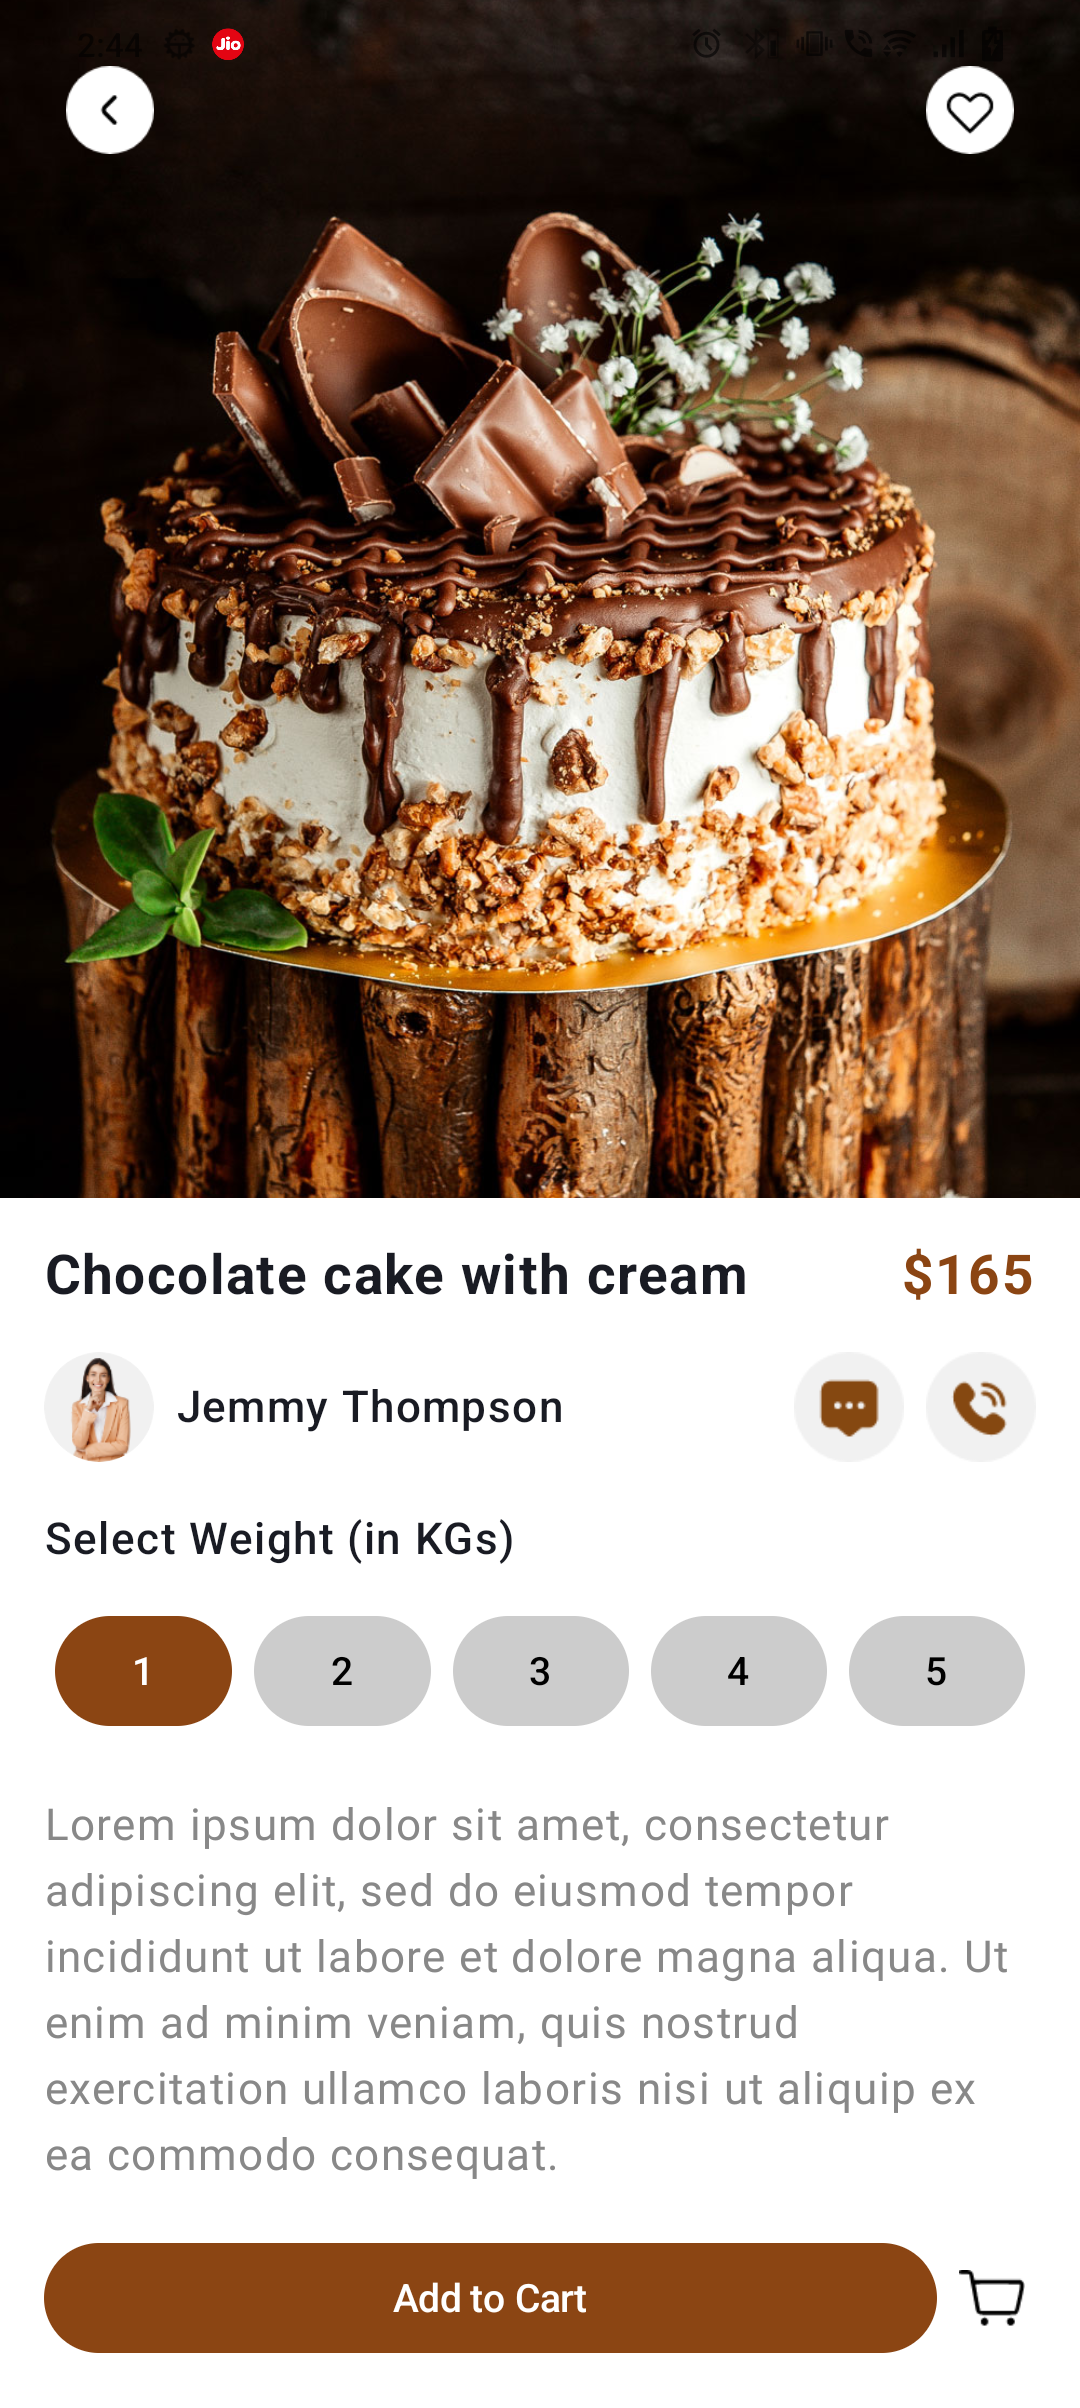 2:44 Jio
Chocolate cake with cream $165
Jemmy Thompson
Select Weight (in KGs)
1 2 3 4 5
Lorem ipsum dolor sit amet, consectetur
adipiscing elit, sed do eiusmod tempor
incididunt ut labore et dolore magna aliqua. Ut
enim ad minim veniam, quis nostrud
exercitation ullamco laboris nisi ut aliquip ex
ea commodo consequat.
Add to Cart